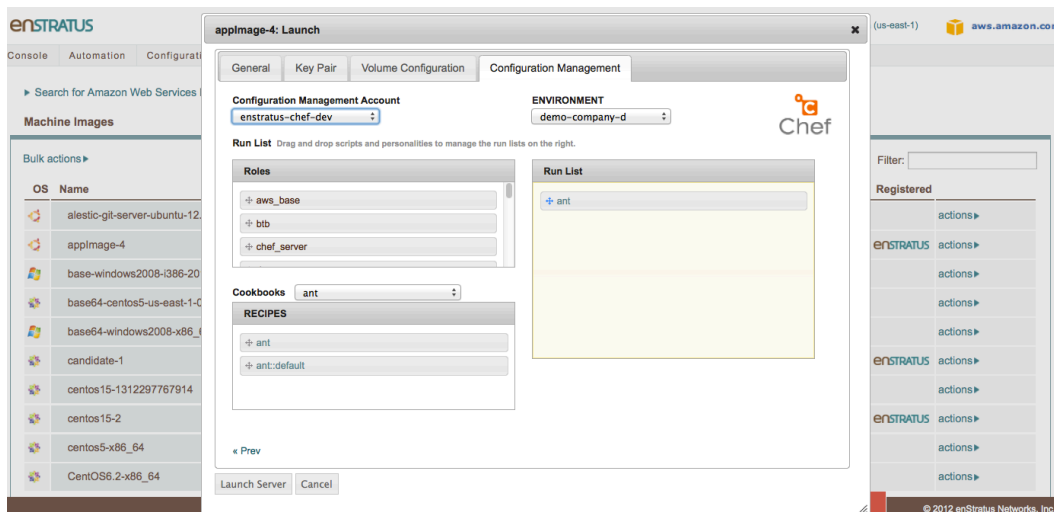 enSTRATUS
appImage-4: Launch
(us-east-1)
aws.amazon.com
Console Automation Configurati
General Key Pair Volume Configuration Configuration Management
Search for Amazon Web Services
Configuration Management Account
ENVIRONMENT
enstratus-chef-dev
demo-company-d
Chef
Machine Images
Run List Drag and drop scripts and personalities to manage the run lists on the right.
Bulk actions
Filter:
Roles
Run List
OS Name
Registered
aws_base
ant
btb
chef_server
alestic-git-server-ubuntu-12.
actions
appImage-4
enSTRATUS actions
base-windows2008-i386-20
actions
Cookbooks ant
base64-centos5-us-east-1-0
actions
RECIPES
base64-windows2008-x86_6
actions
ant
candidate-1
enSTRATUS actions
ant::default
centos15-1312297767914
actions
centos15-2
enSTRATUS actions
centos5-x86_64
actions
« Prev
CentOS6.2-x86_64
actions
Launch Server Cancel
© 2012 enStratus Networks, Inc